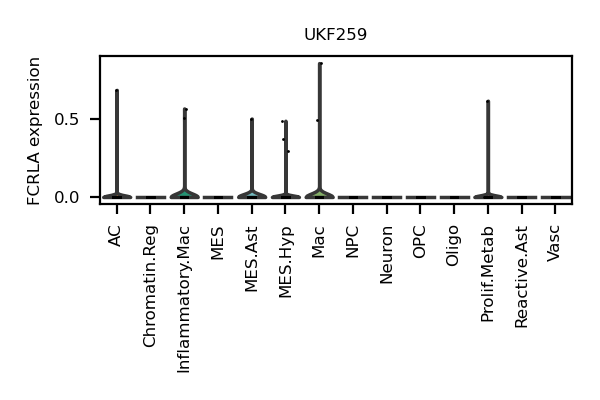 UKF259
FCRLA expression
0.5
0.0
AC
Chromatin.Reg
Inflammatory.Mac
MES
MES.Ast
MES.Hyp
Mac
NPC
Neuron
OPC
Oligo
Prolif.Metab
Reactive.Ast
Vasc